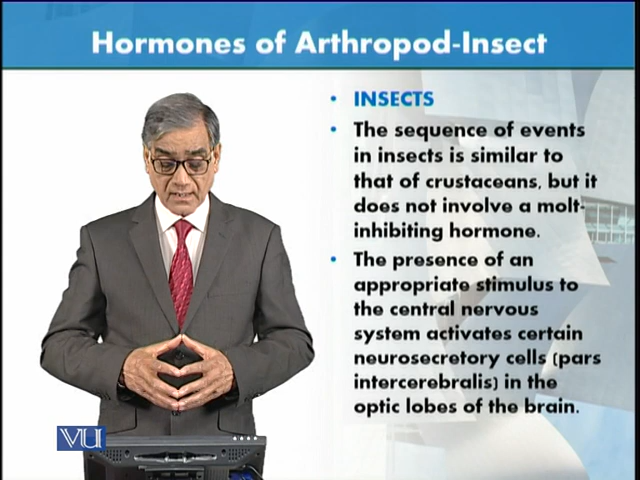 Hormones of Arthropod-Insect
• INSECTS
• The sequence of events
in insects is similar to
that of crustaceans, but it
does not involve a molt-
inhibiting hormone.
• The presence of an
appropriate stimulus to
the central nervous
system activates certain
neurosecretory cells (pars
intercerebralis) in the
optic lobes of the brain.
VU